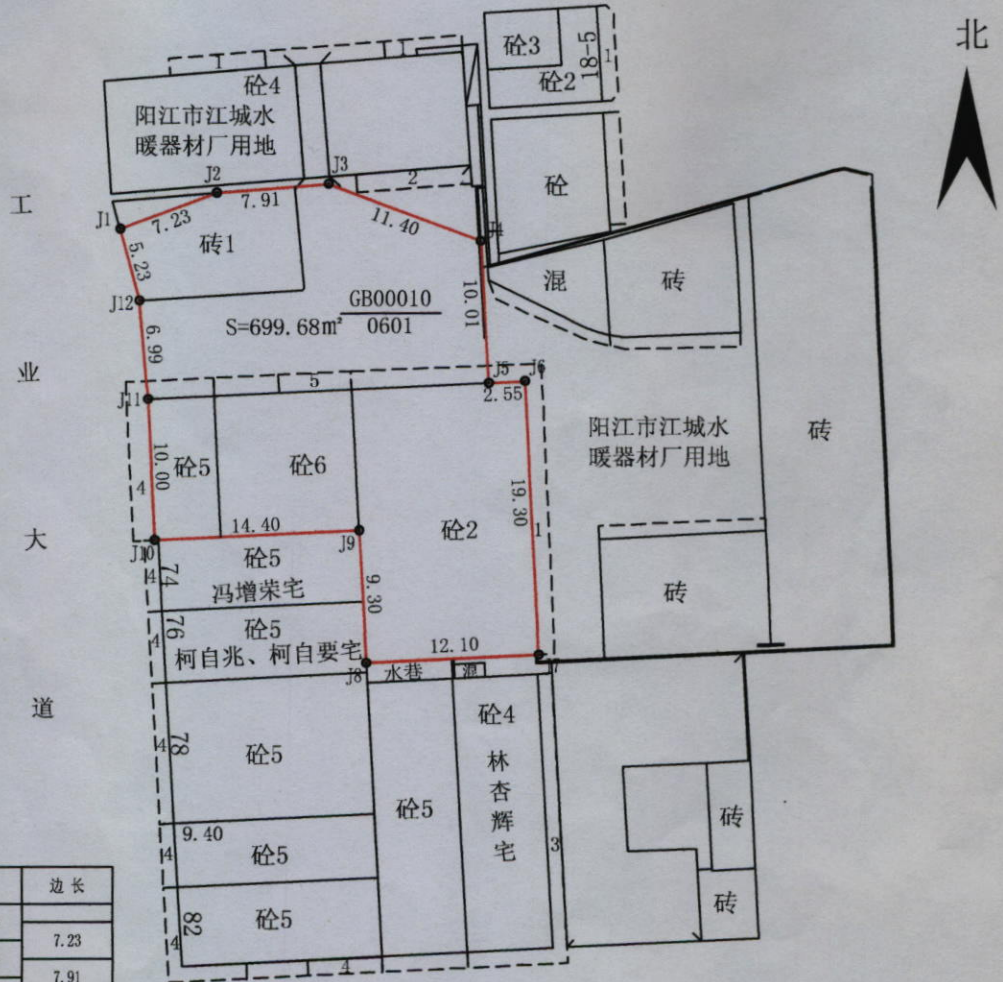 北
砼3
砼2
18-5
1
砼4
阳江市江城水
暖器材厂用地
2
砼
J1
J2
J3
J4
7.23
7.91
11.40
工
业
大
道
砖1
5.23
J12
混
砖
GB00010
S=699.68㎡
0601
10.01
6.99
J11
5
J5
J6
2.55
阳江市江城水
暖器材厂用地
砖
10.00
4
砼5
砼6
砼2
19.30
1
14.40
J10
J9
4
74
砼5
冯增荣宅
9.30
砖
4
76
砼5
柯自兆、柯自要宅
12.10
J8
水巷
混
4
78
砼5
砼4
林杏辉宅
砼5
砖
9.40
4
砼5
3
边长
7.23
7.91
4
82
砼5
4
砖